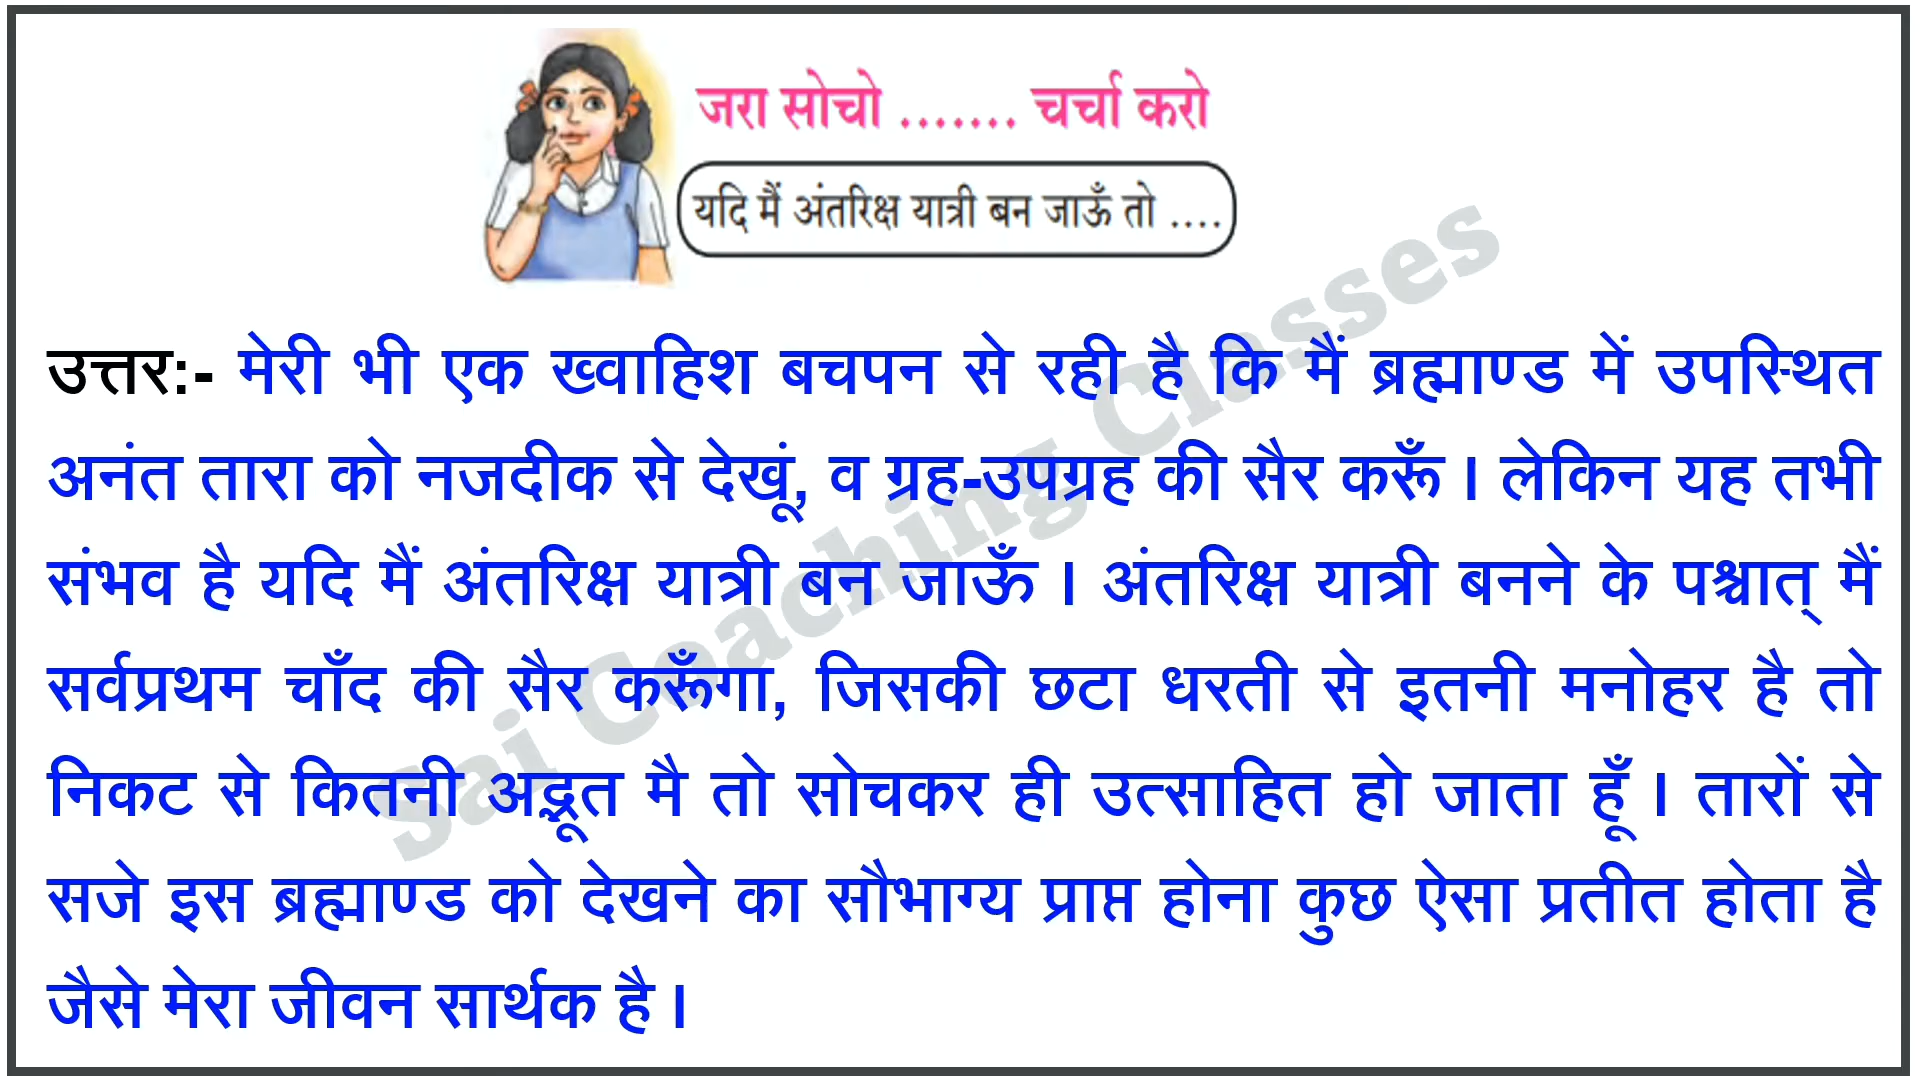 जरा सोचो ....... चर्चा करो
यदि मैं अंतरिक्ष यात्री बन जाऊँ तो ....
उत्तर:- मेरी भी एक ख्वाहिश बचपन से रही है कि मैं ब्रह्माण्ड में उपस्थित
अनंत तारा को नजदीक से देखूं, व ग्रह-उपग्रह की सैर करूँ । लेकिन यह तभी
संभव है यदि मैं अंतरिक्ष यात्री बन जाऊँ । अंतरिक्ष यात्री बनने के पश्चात् मैं
सर्वप्रथम चाँद की सैर करूँगा, जिसकी छटा धरती से इतनी मनोहर है तो
निकट से कितनी अद्भूत मै तो सोचकर ही उत्साहित हो जाता हूँ । तारों से
सजे इस ब्रह्माण्ड को देखने का सौभाग्य प्राप्त होना कुछ ऐसा प्रतीत होता है
जैसे मेरा जीवन सार्थक है ।
Sai Coaching Classes